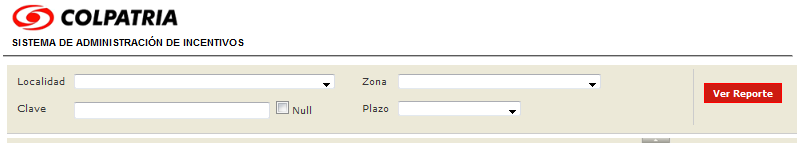 COLPATRIA
SISTEMA DE ADMINISTRACIÓN DE INCENTIVOS
Localidad Zona
Clave Null Plazo
Ver Reporte